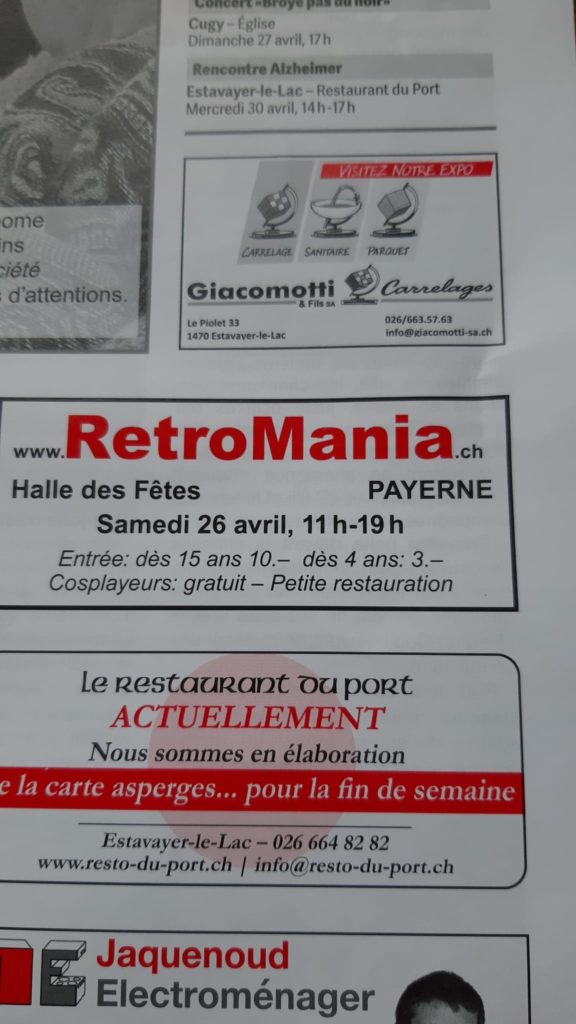 Concert «Broye pas du noir»
Cugy – Église
Dimanche 27 avril, 17h
Rencontre Alzheimer
Estavayer-le-Lac – Restaurant du Port
Mercredi 30 avril, 14h-17h
ome
ins
ciété
s d'attentions.
VISITEZ NOTRE EXPO
CARRELAGE SANITAIRE PARQUET
Giacomotti & Fils SA Carrelages
Le Piolet 33
1470 Estavayer-le-Lac
026/663.57.63
info@giacomotti-sa.ch
www.RetroMania.ch
Halle des Fêtes PAYERNE
Samedi 26 avril, 11h-19h
Entrée: dès 15 ans 10.– dès 4 ans: 3.–
Cosplayeurs: gratuit – Petite restauration
Le restaurant du port
ACTUELLEMENT
Nous sommes en élaboration
e la carte asperges... pour la fin de semaine
Estavayer-le-Lac – 026 664 82 82
www.resto-du-port.ch | info@resto-du-port.ch
E Jaquenoud
Electroménager